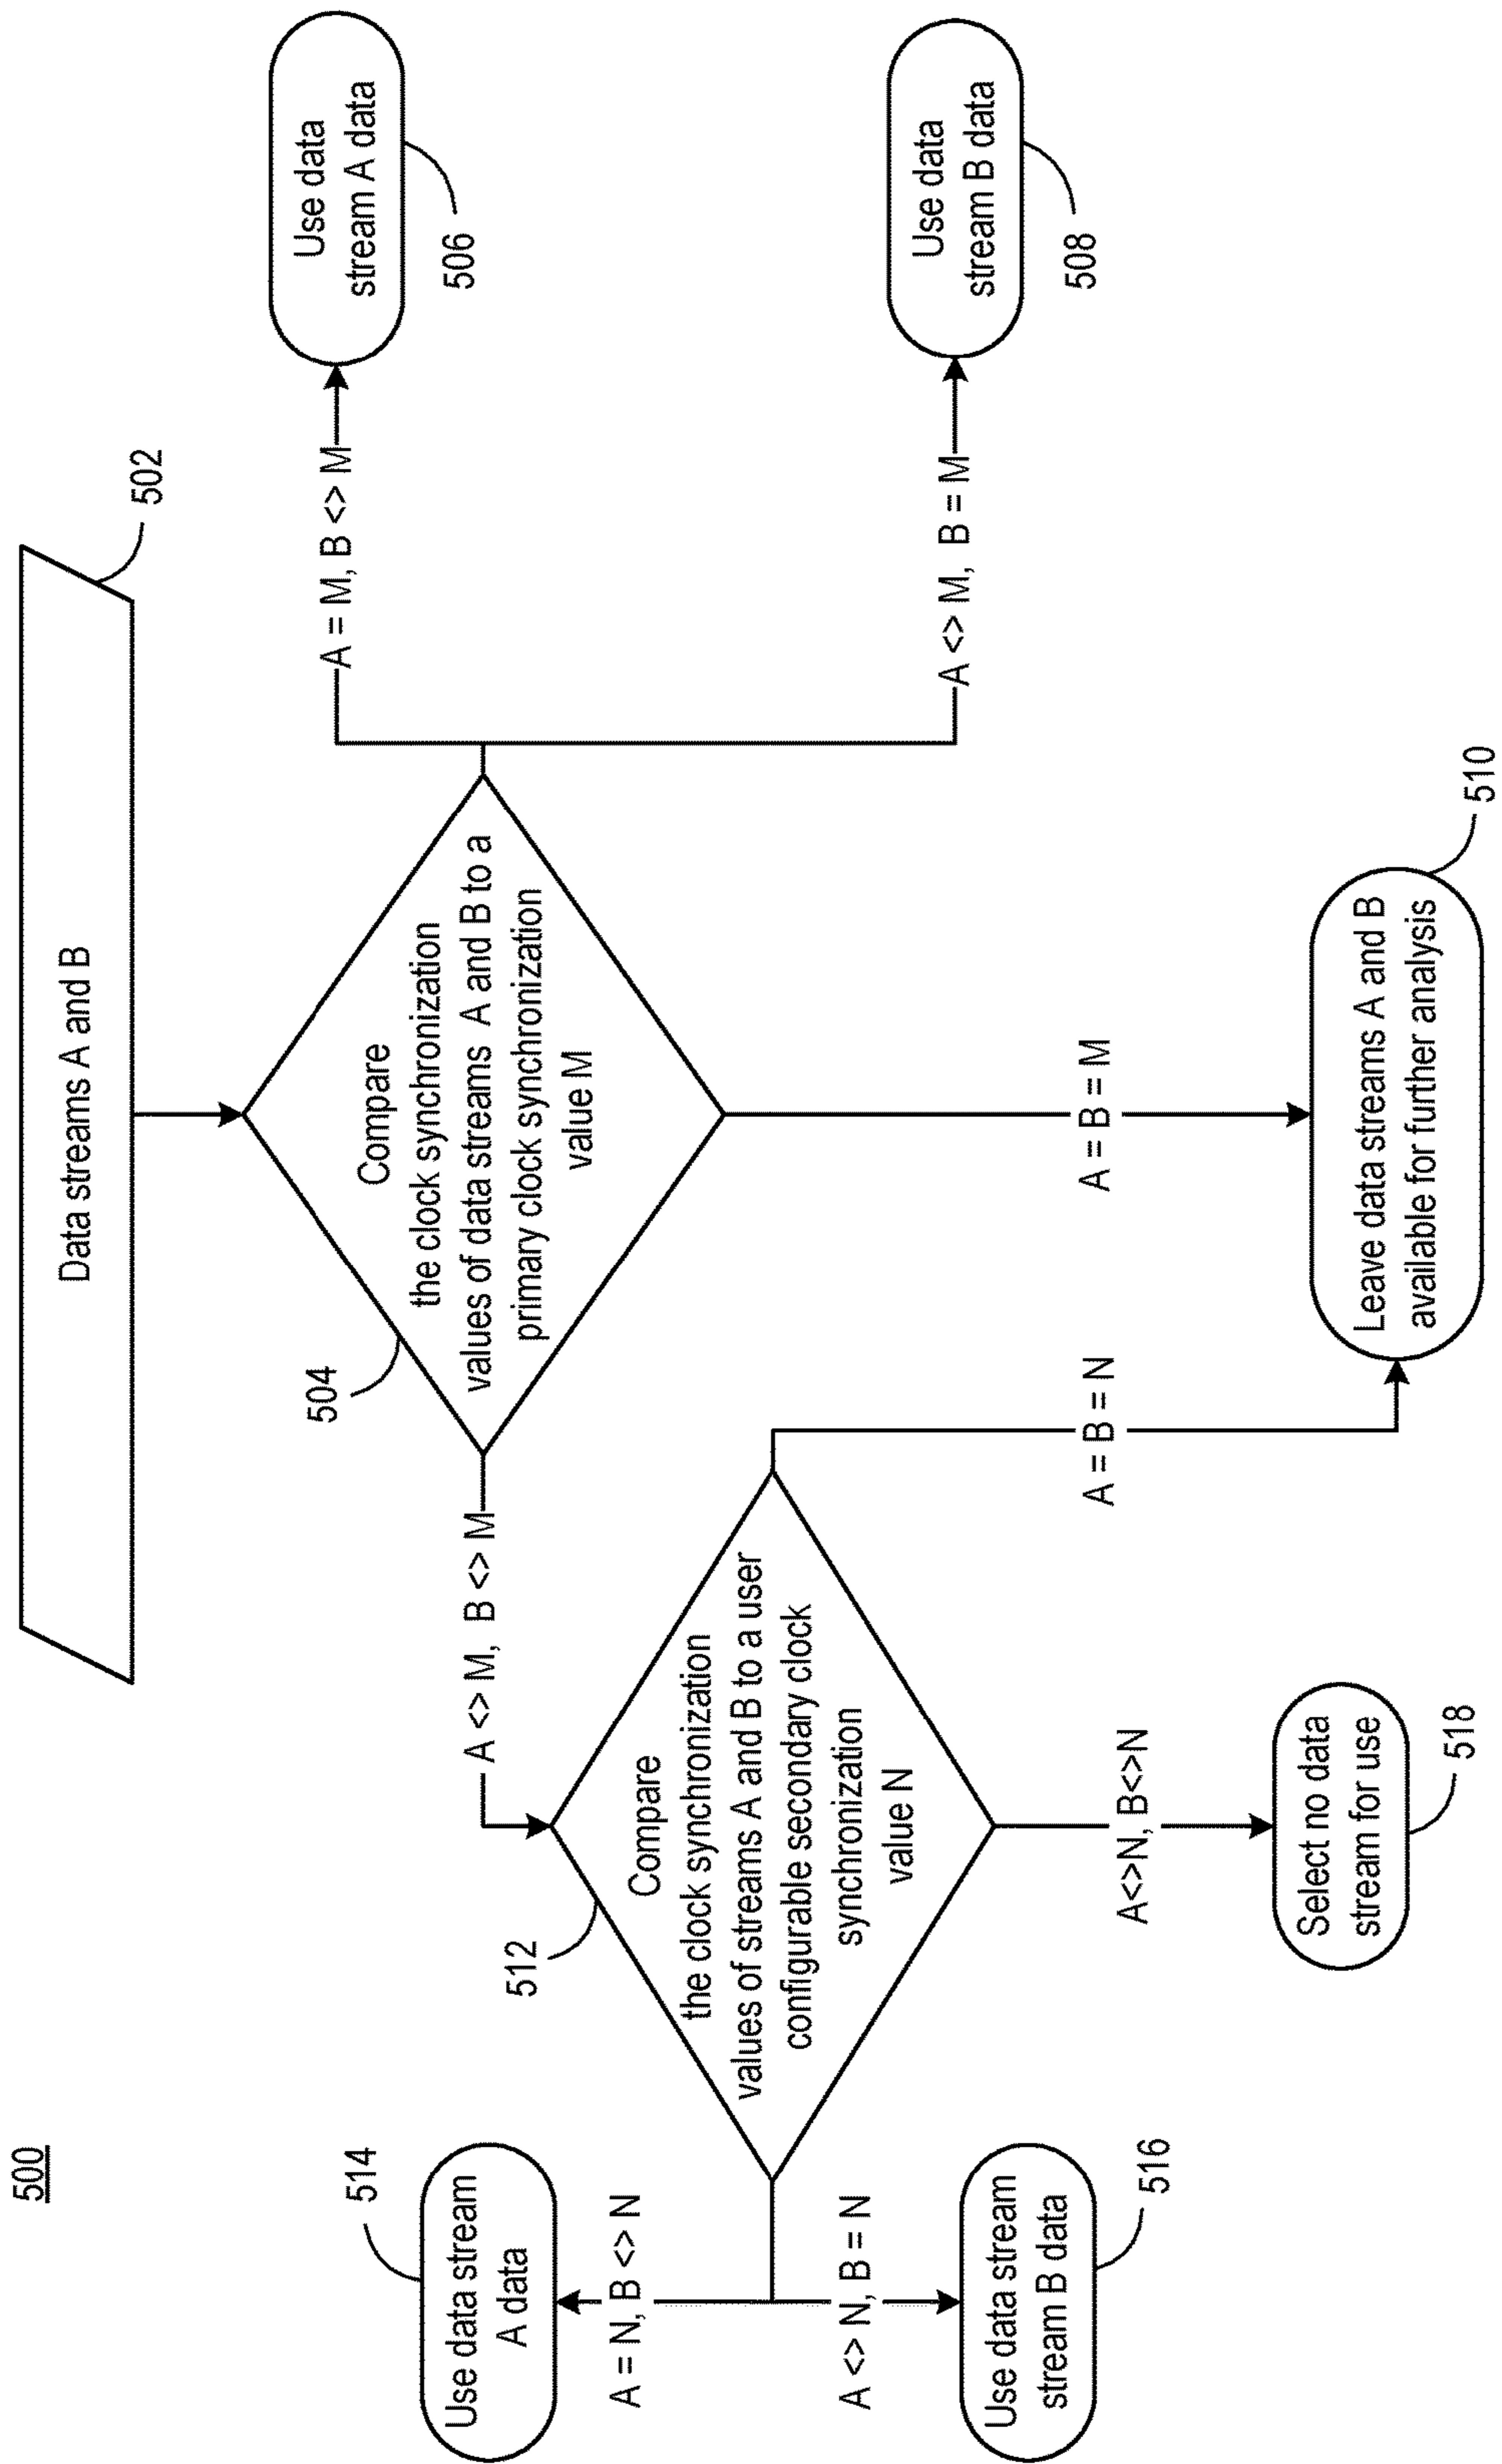 500
Data streams A and B
502
Compare
the clock synchronization
values of data streams A and B to a
primary clock synchronization
value M
504
A = M, B <> M
Use data
stream A data
506
A <> M, B = M
Use data
stream B data
508
A = B = M
Leave data streams A and B
available for further analysis
510
A <> M, B <> M
Compare
the clock synchronization
values of streams A and B to a user
configurable secondary clock
synchronization
value N
512
A = B = N
A = N, B <> N
Use data stream
A data
514
A <> N, B = N
Use data stream
stream B data
516
A<>N, B<>N
Select no data
stream for use
518